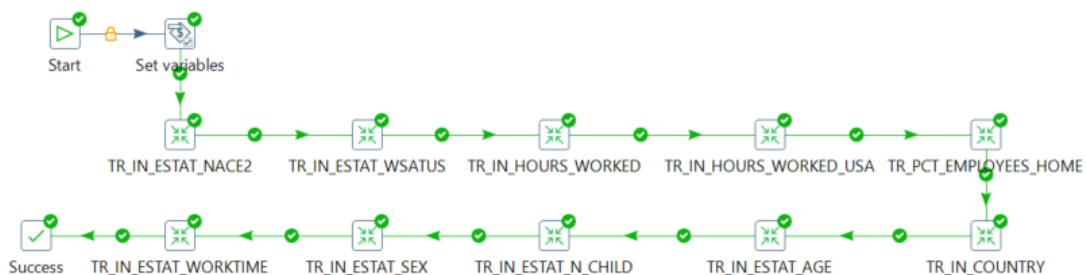 Start
Set variables
TR_IN_ESTAT_NACE2
TR_IN_ESTAT_WSATUS
TR_IN_HOURS_WORKED
TR_IN_HOURS_WORKED_USA
TR_PCT_EMPLOYEES_HOME
Success
TR_IN_ESTAT_WORKTIME
TR_IN_ESTAT_SEX
TR_IN_ESTAT_N_CHILD
TR_IN_ESTAT_AGE
TR_IN_COUNTRY